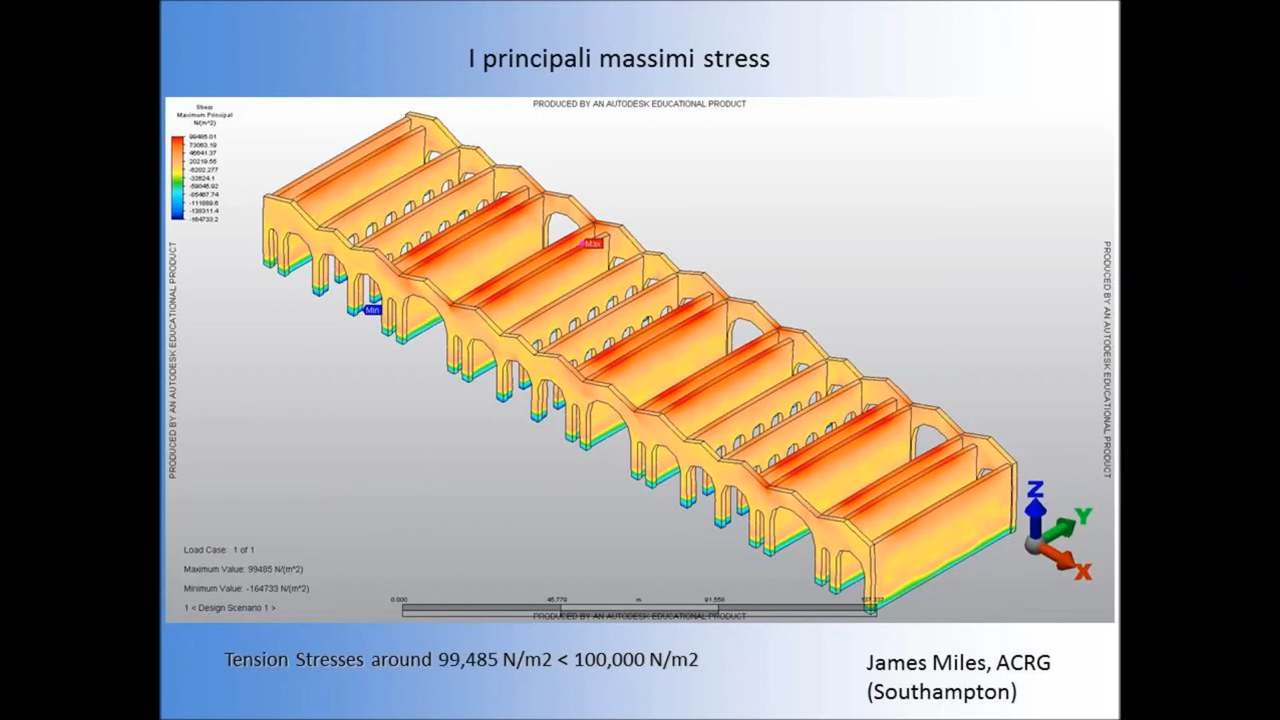 I principali massimi stress
PRODUCED BY AN AUTODESK EDUCATIONAL PRODUCT
Stress
Maximum Principal
N/(m^2)
99485.01
73063.19
46641.37
20219.55
-6202.277
-32624.1
-59045.92
-85467.74
-111889.6
-138311.4
-164733.2
Max
Min
PRODUCED BY AN AUTODESK EDUCATIONAL PRODUCT
PRODUCED BY AN AUTODESK EDUCATIONAL PRODUCT
Z
Y
X
Load Case: 1 of 1
Maximum Value: 99485 N/(m^2)
Minimum Value: -164733 N/(m^2)
1 < Design Scenario 1 >
0.000
m
PRODUCED BY AN AUTODESK EDUCATIONAL PRODUCT
Tension Stresses around 99,485 N/m2 < 100,000 N/m2
James Miles, ACRG
(Southampton)